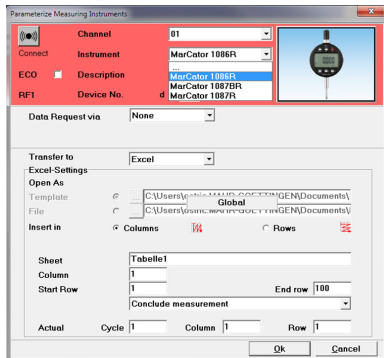 Parameterize Measuring Instruments
Channel 01
Connect Instrument MarCator 1086R
...
ECO Description MarCator 1086R
MarCator 1087BR
RF1 Device No. d MarCator 1087R
Data Request via None
Transfer to Excel
Excel-Settings
Open As
Template ... C:\Users\ostric.MAHR-GOETTINGEN\Documents\
Global
File ... C:\Users\ostric.MAHR-GOETTINGEN\Documents\
Insert in Columns Rows
Sheet Tabelle1
Column 1
Start Row 1 End row 100
Conclude measurement
Actual Cycle 1 Column 1 Row 1
Ok Cancel